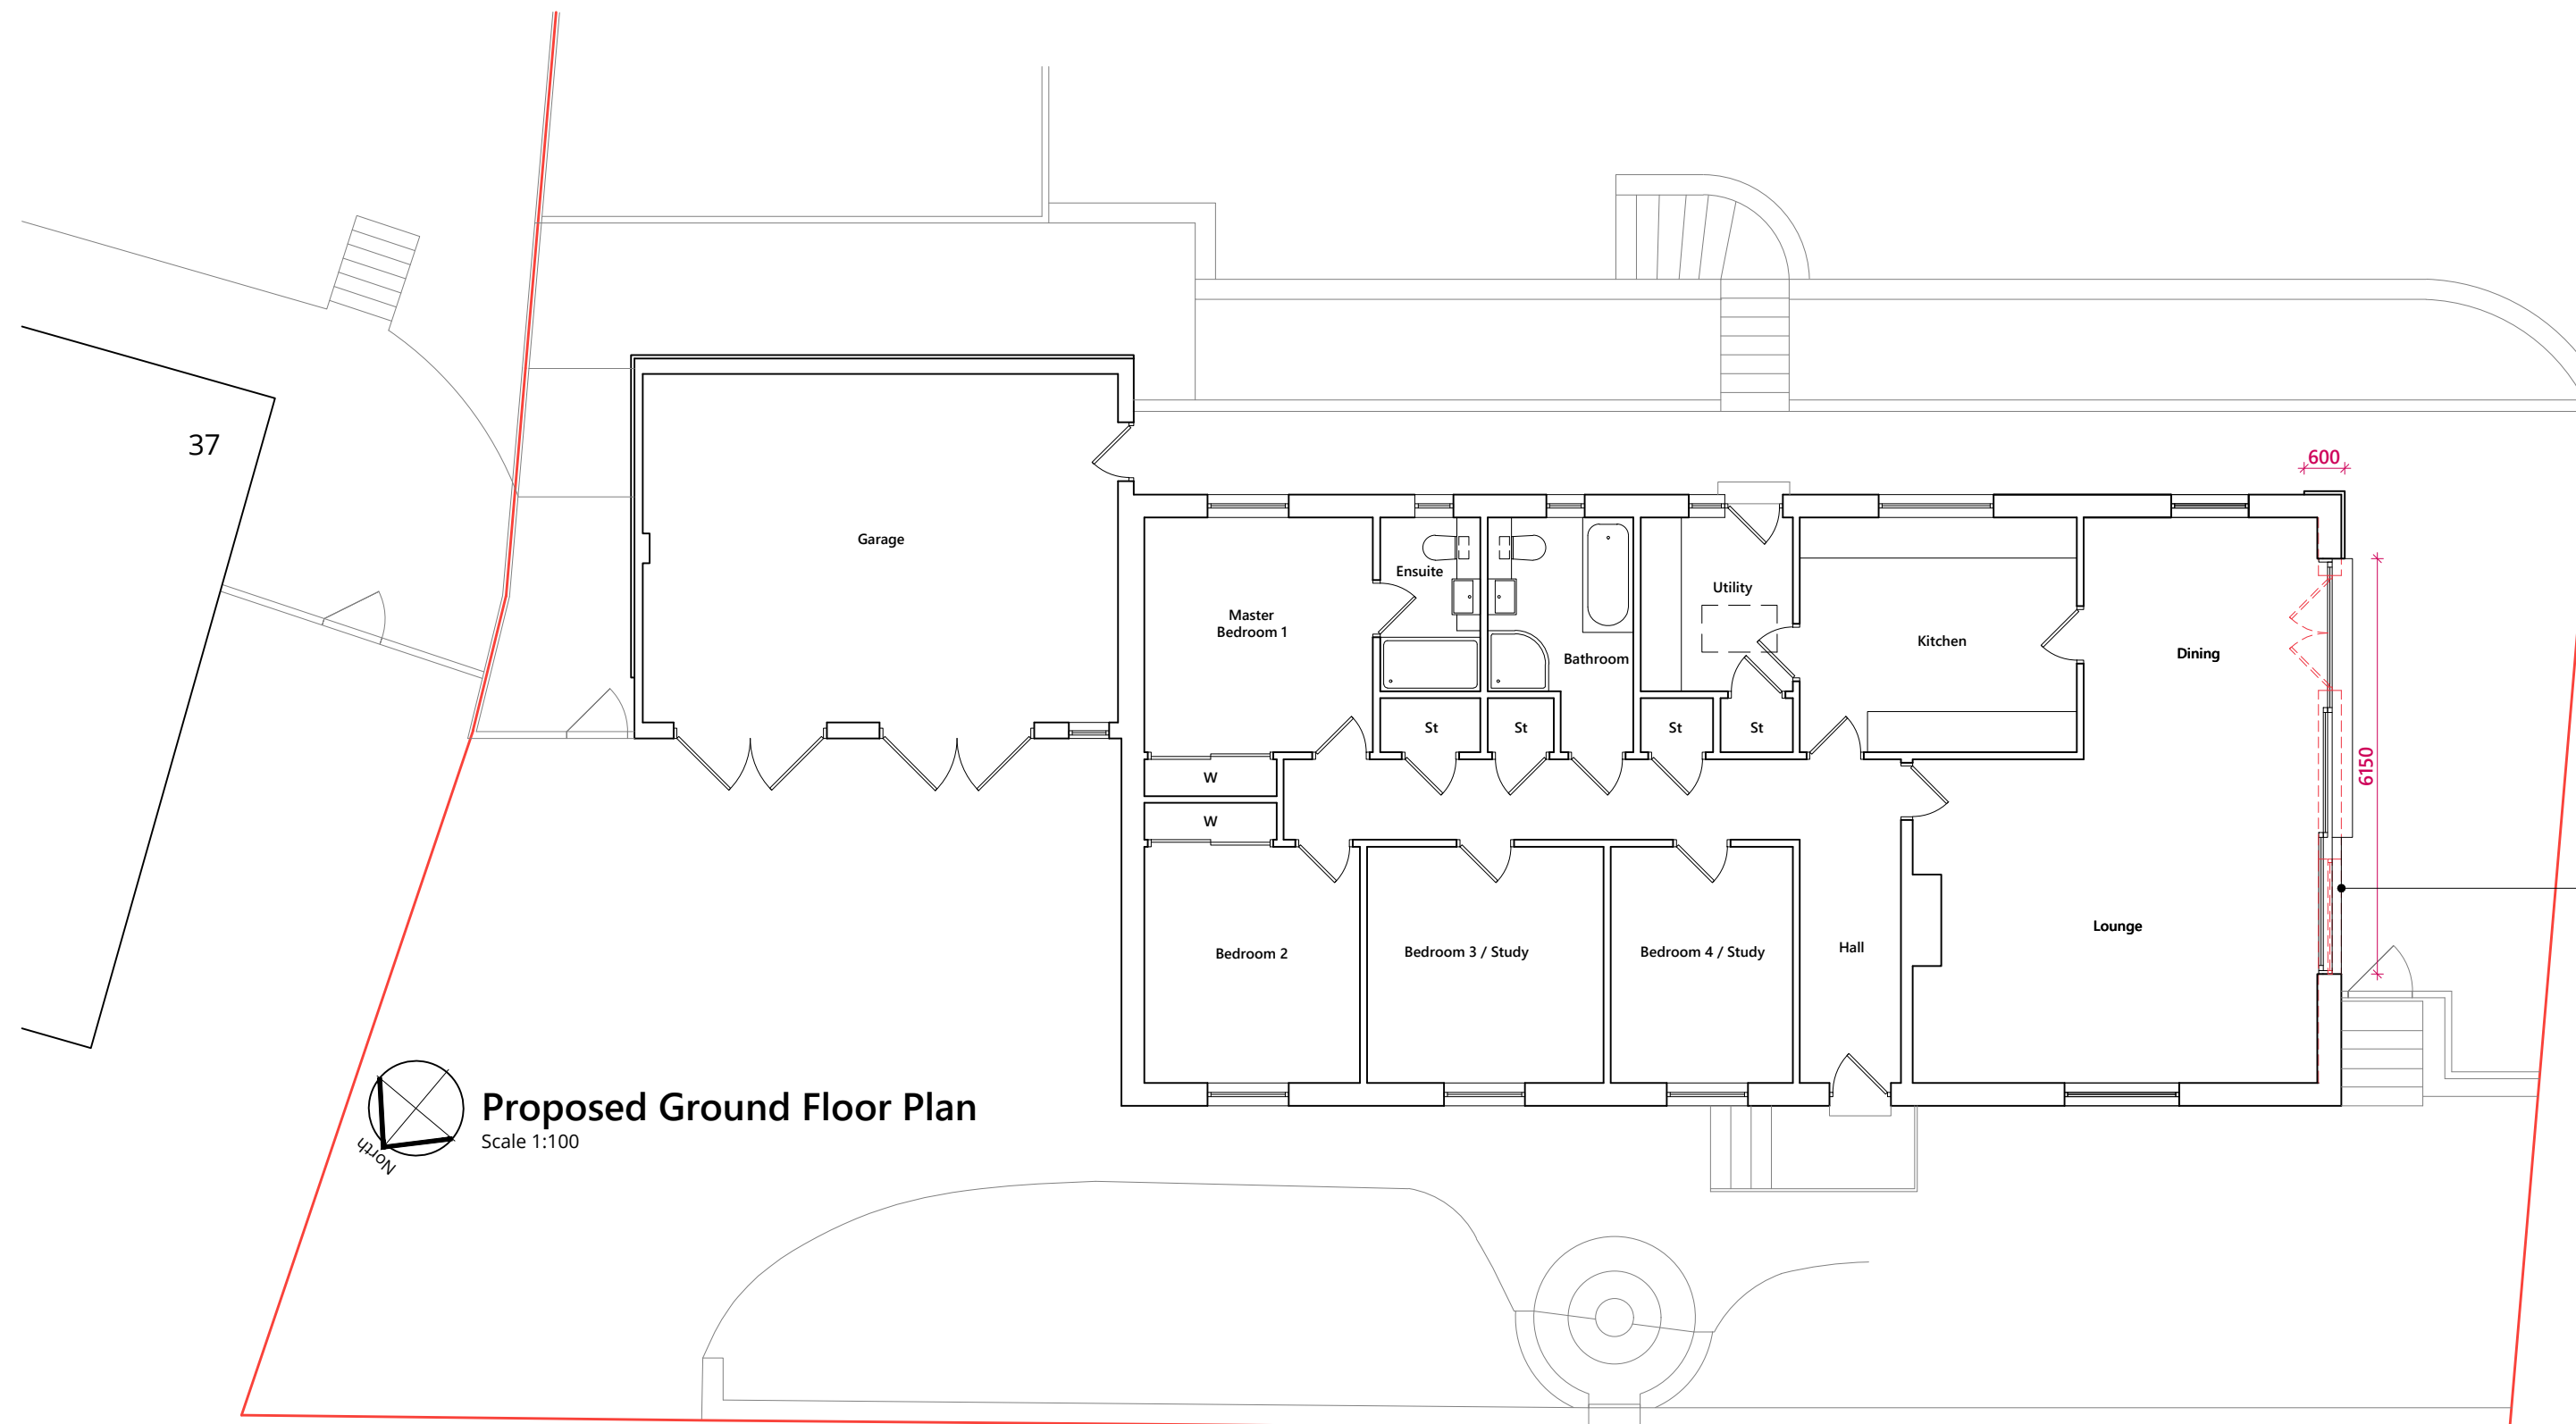 37
600
Garage
Ensuite
Utility
Master
Bedroom 1
Kitchen
Bathroom
Dining
St
St
St
St
W
W
6150
Bedroom 2
Bedroom 3 / Study
Bedroom 4 / Study
Hall
Lounge
North
Proposed Ground Floor Plan
Scale 1:100